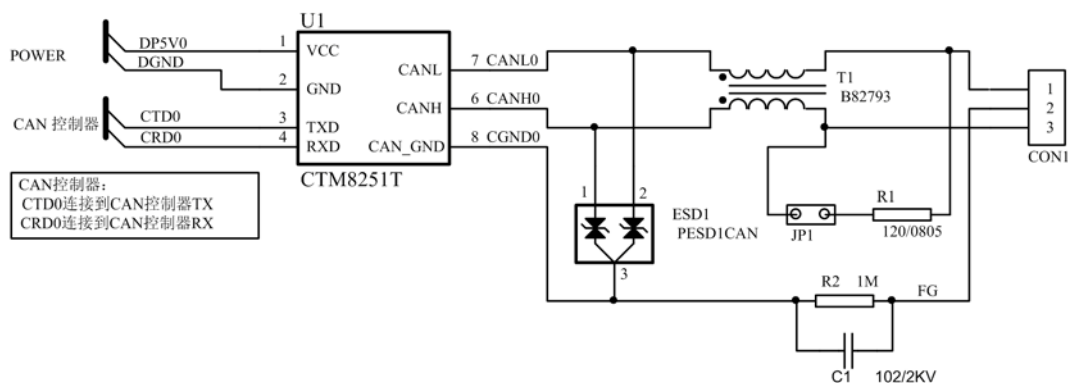 U1
POWER
DP5V0
DGND
1
2
VCC
GND
CAN 控制器
CTD0
CRD0
3
4
TXD
RXD
CANL
CANH
CAN_GND
7 CANL0
6 CANH0
8 CGND0
CTM8251T
T1
B82793
1
2
3
CON1
CAN控制器：
CTD0连接到CAN控制器TX
CRD0连接到CAN控制器RX
1
2
3
ESD1
PESD1CAN
JP1
R1
120/0805
R2 1M
FG
C1 102/2KV